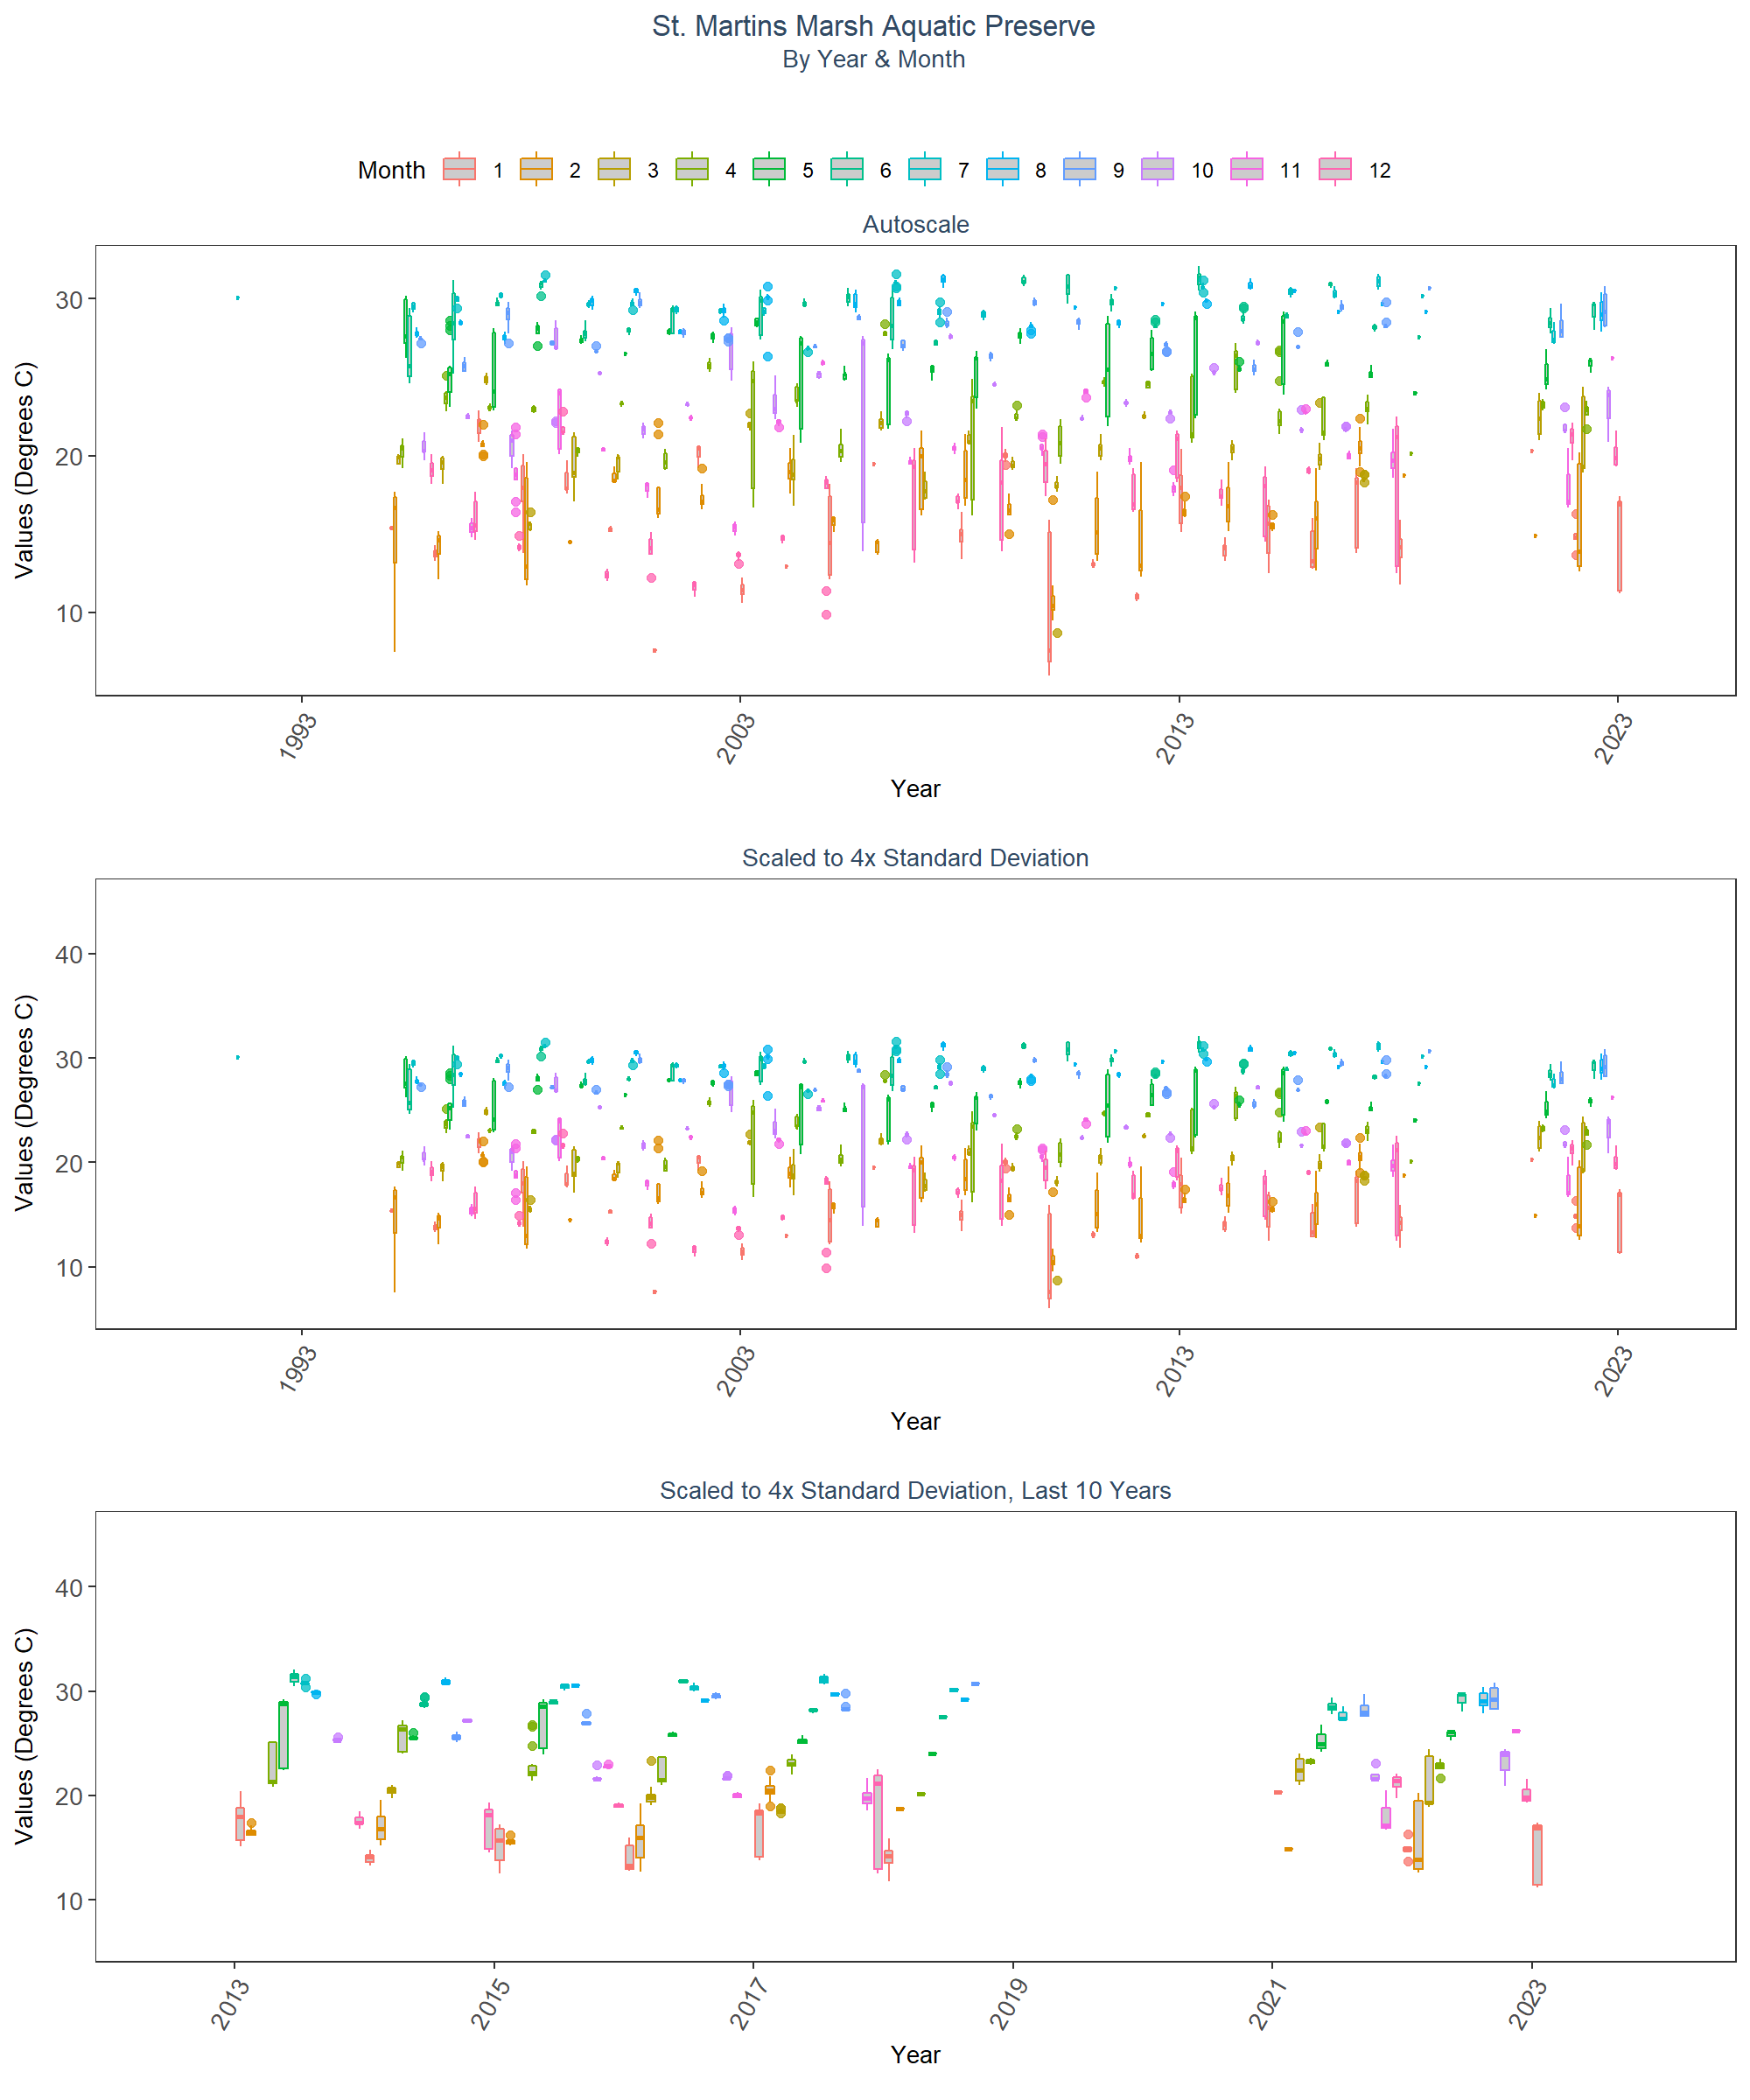 St. Martins Marsh Aquatic Preserve
By Year & Month
Month 1 2 3 4 5 6 7 8 9 10 11 12
Autoscale
Values (Degrees C)
30
20
10
1993 2003 2013 2023
Year
Scaled to 4x Standard Deviation
Values (Degrees C)
40
30
20
10
1993 2003 2013 2023
Year
Scaled to 4x Standard Deviation, Last 10 Years
Values (Degrees C)
40
30
20
10
2013 2015 2017 2019 2021 2023
Year